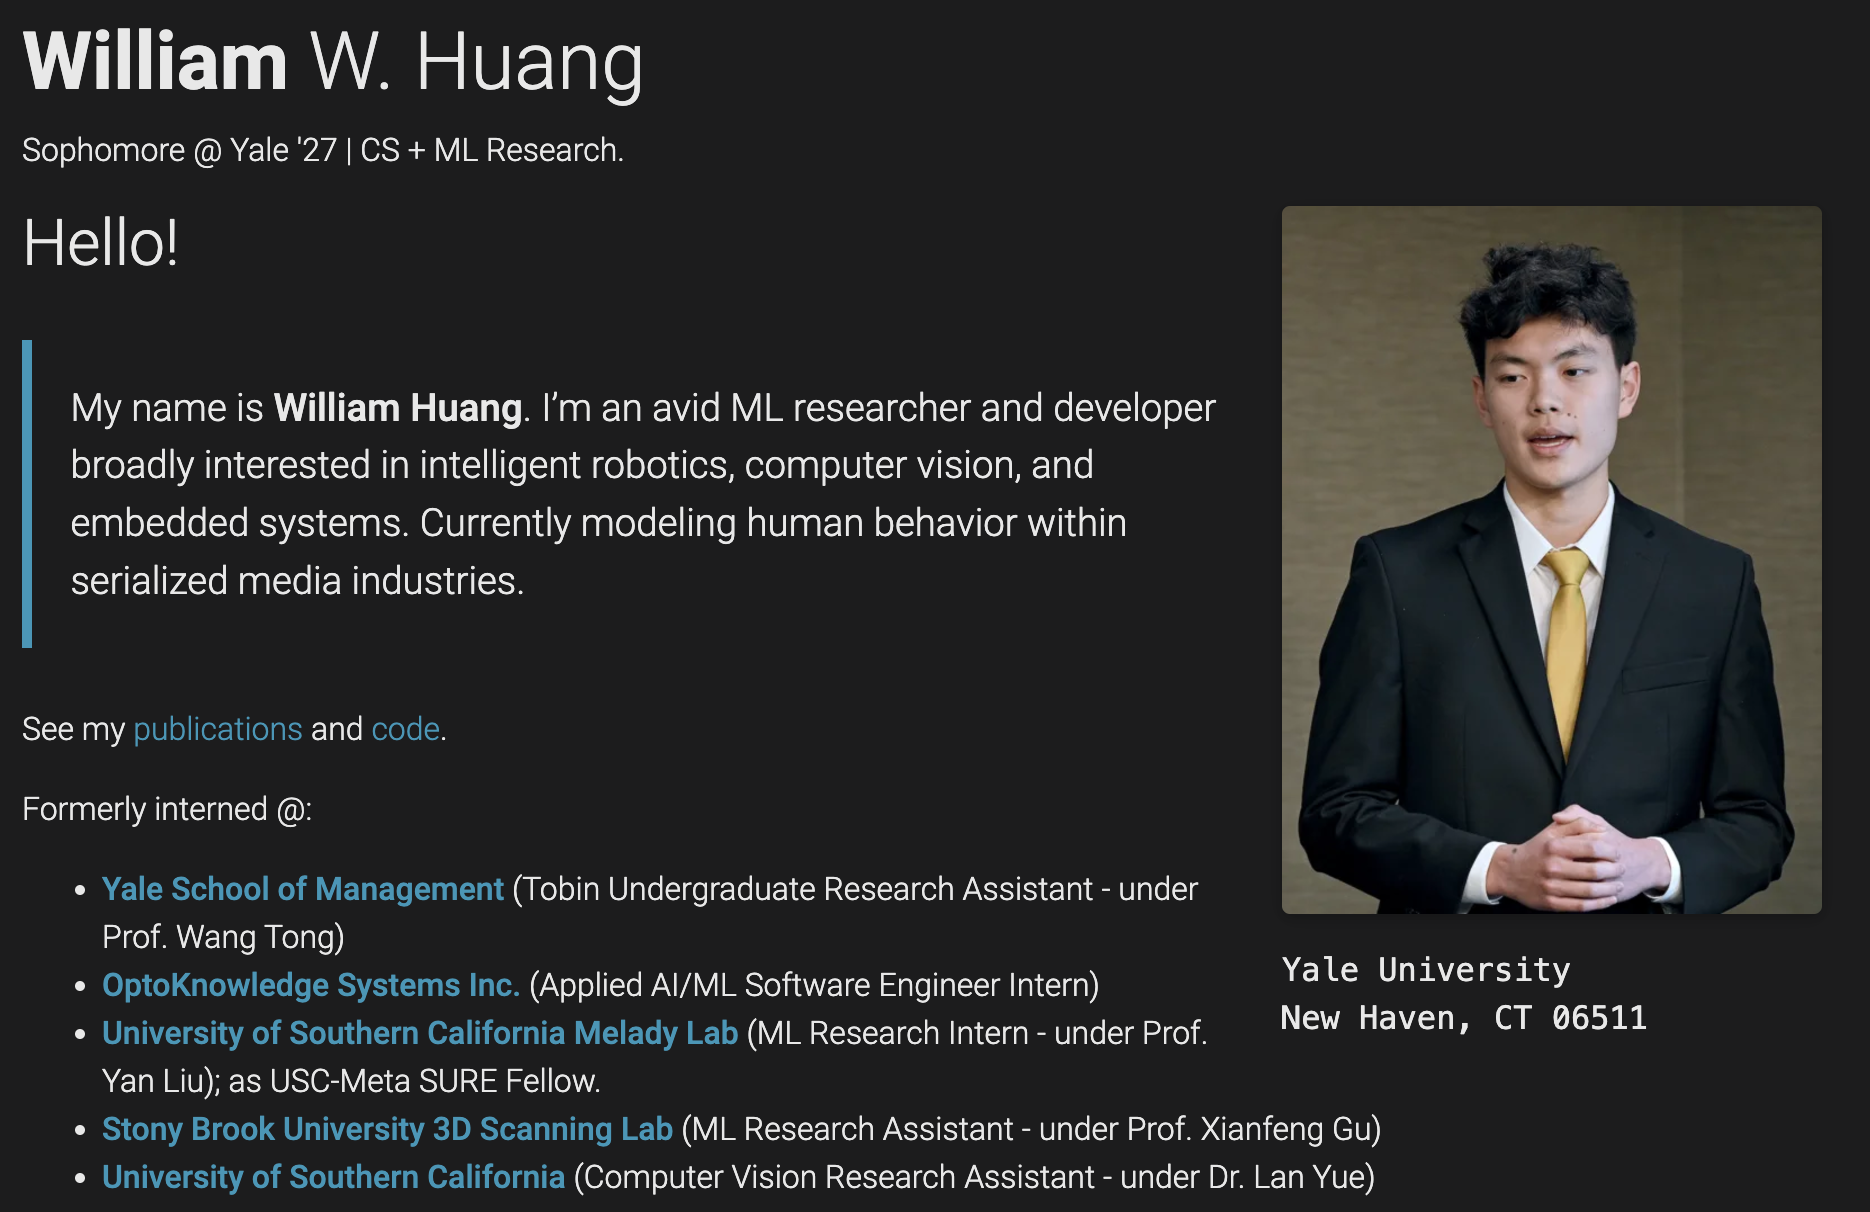 William W. Huang
Sophomore @ Yale '27 | CS + ML Research.
Hello!
My name is William Huang. I’m an avid ML researcher and developer
broadly interested in intelligent robotics, computer vision, and
embedded systems. Currently modeling human behavior within
serialized media industries.
See my publications and code.
Formerly interned @:
Yale School of Management (Tobin Undergraduate Research Assistant - under
Prof. Wang Tong)
OptoKnowledge Systems Inc. (Applied AI/ML Software Engineer Intern)
University of Southern California Melady Lab (ML Research Intern - under Prof.
Yan Liu); as USC-Meta SURE Fellow.
Stony Brook University 3D Scanning Lab (ML Research Assistant - under Prof. Xianfeng Gu)
University of Southern California (Computer Vision Research Assistant - under Dr. Lan Yue)
Yale University
New Haven, CT 06511